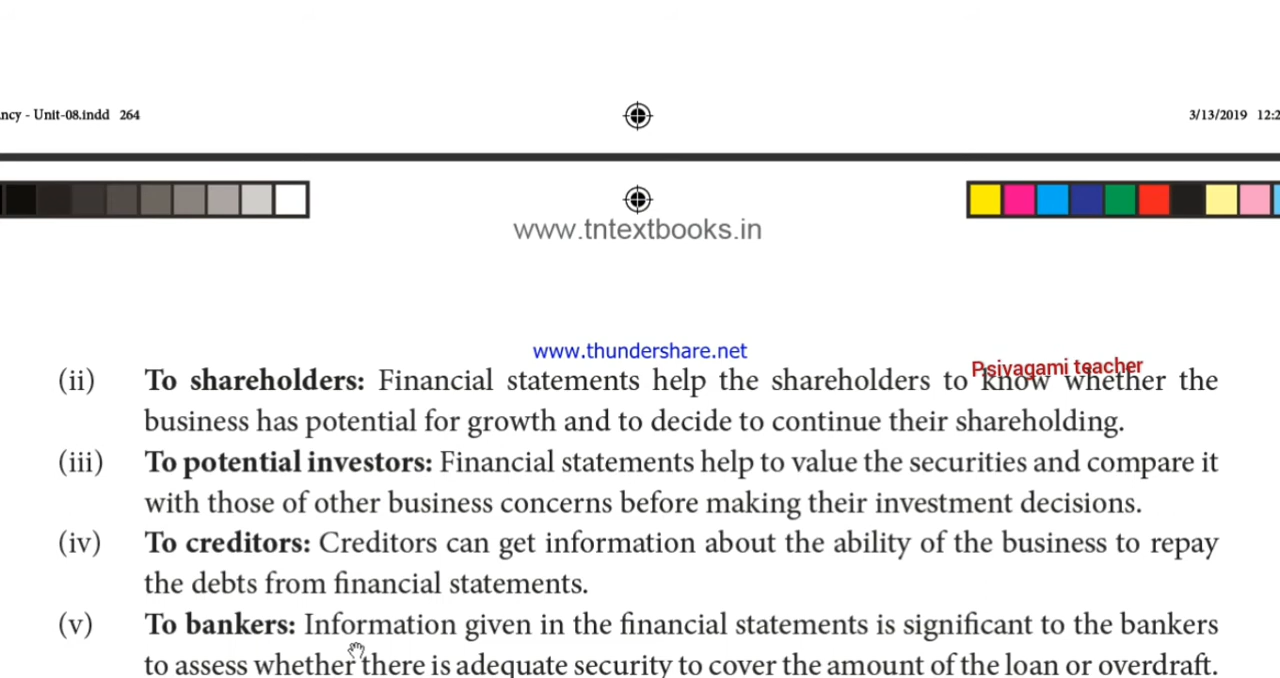 ncy - Unit-08.indd 264
3/13/2019 12:2
www.tntextbooks.in
www.thundershare.net
Psivagami teacher
(ii) To shareholders: Financial statements help the shareholders to know whether the
business has potential for growth and to decide to continue their shareholding.
(iii) To potential investors: Financial statements help to value the securities and compare it
with those of other business concerns before making their investment decisions.
(iv) To creditors: Creditors can get information about the ability of the business to repay
the debts from financial statements.
(v) To bankers: Information given in the financial statements is significant to the bankers
to assess whether there is adequate security to cover the amount of the loan or overdraft.